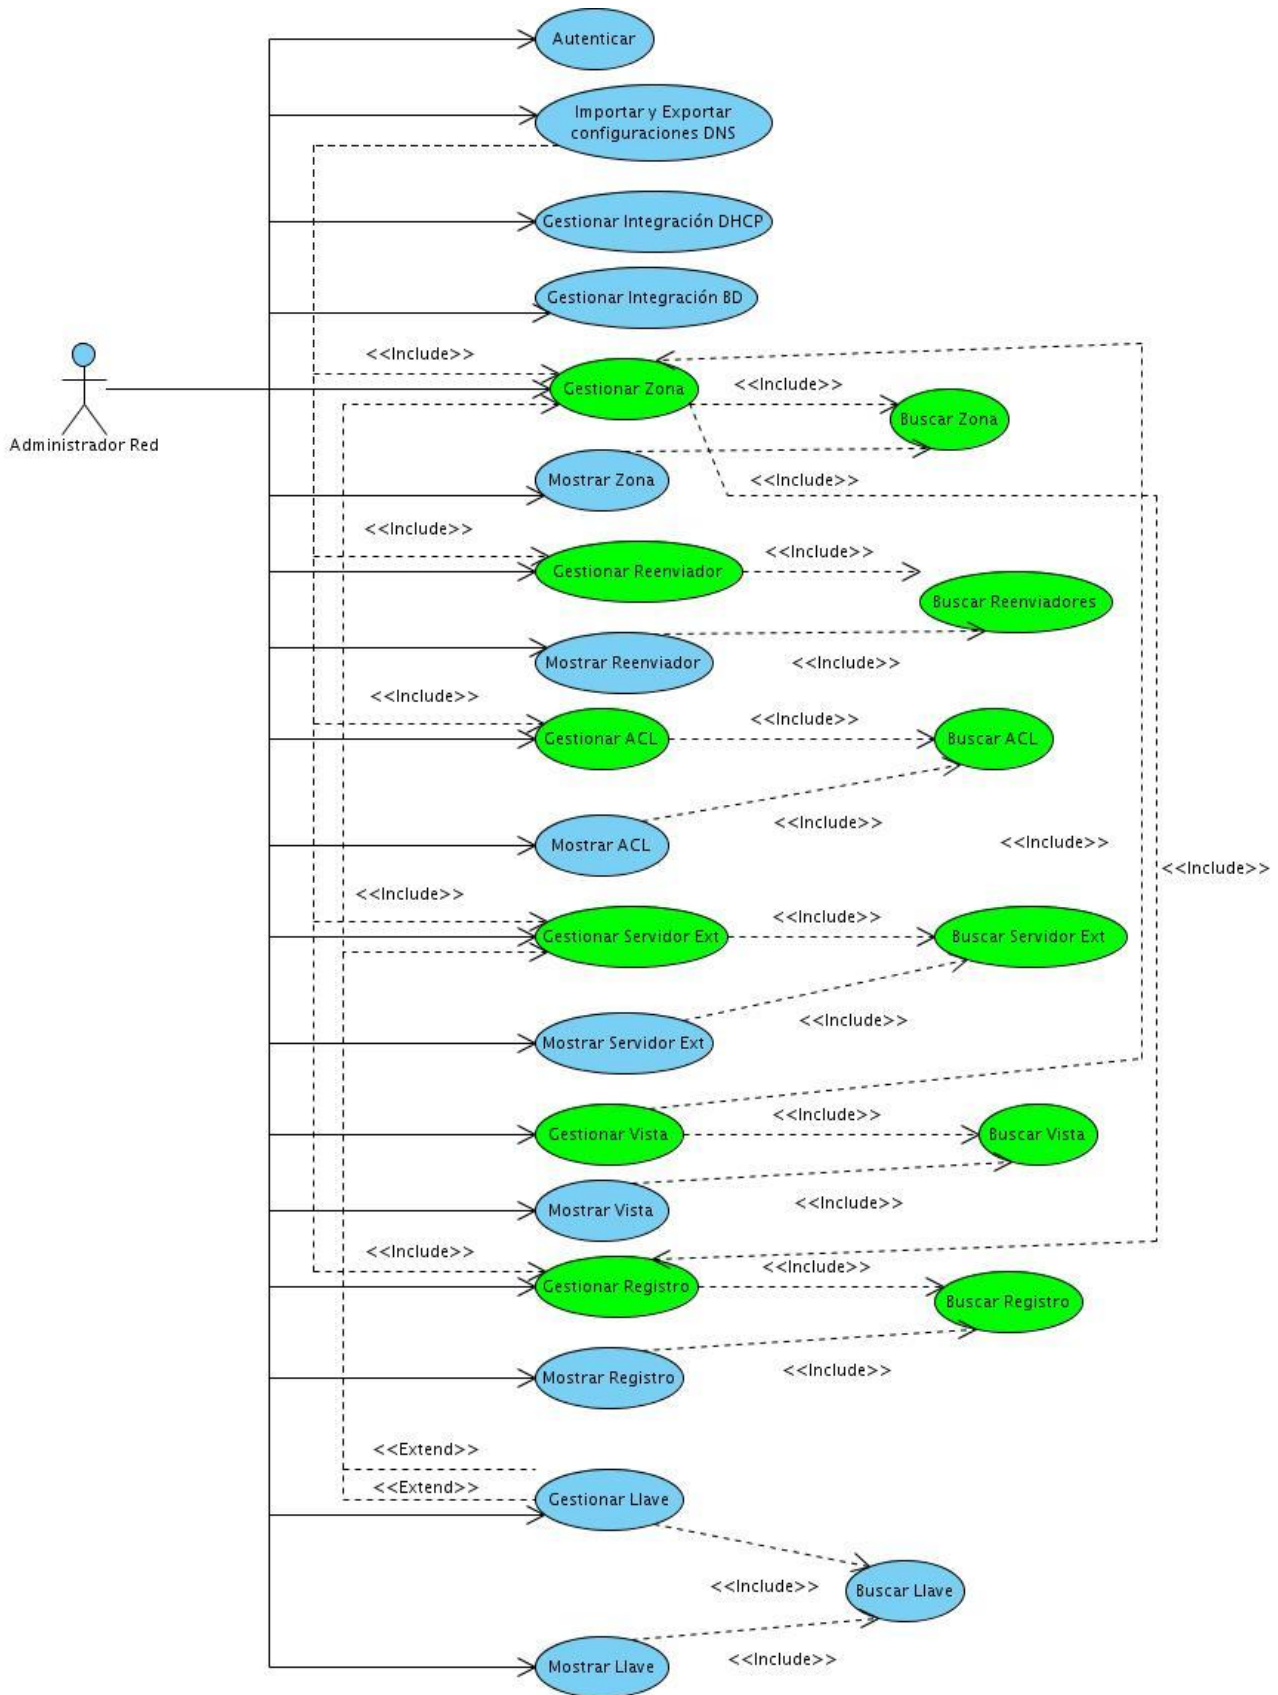 Autenticar
Importar y Exportar
configuraciones DNS
Gestionar Integración DHCP
Gestionar Integración BD
<<Include>>
Gestionar Zona
<<Include>>
Buscar Zona
Administrador Red
Mostrar Zona
<<Include>>
<<Include>>
Gestionar Reenviador
<<Include>>
Buscar Reenviadores
Mostrar Reenviador
<<Include>>
<<Include>>
Gestionar ACL
<<Include>>
Buscar ACL
<<Include>>
Mostrar ACL
<<Include>>
<<Include>>
<<Include>>
Gestionar Servidor Ext
<<Include>>
Buscar Servidor Ext
<<Include>>
Mostrar Servidor Ext
<<Include>>
Gestionar Vista
Buscar Vista
Mostrar Vista
<<Include>>
<<Include>>
Gestionar Registro
<<Include>>
Buscar Registro
Mostrar Registro
<<Include>>
<<Extend>>
<<Extend>>
Gestionar Llave
<<Include>>
Buscar Llave
Mostrar Llave
<<Include>>